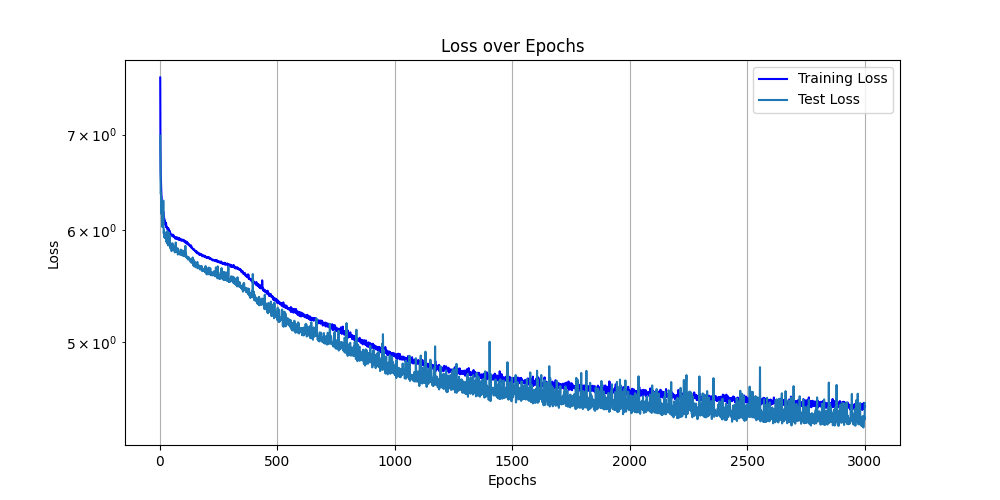 Loss over Epochs
Training Loss
Test Loss
7 × 10⁰
6 × 10⁰
5 × 10⁰
Loss
0 500 1000 1500 2000 2500 3000
Epochs